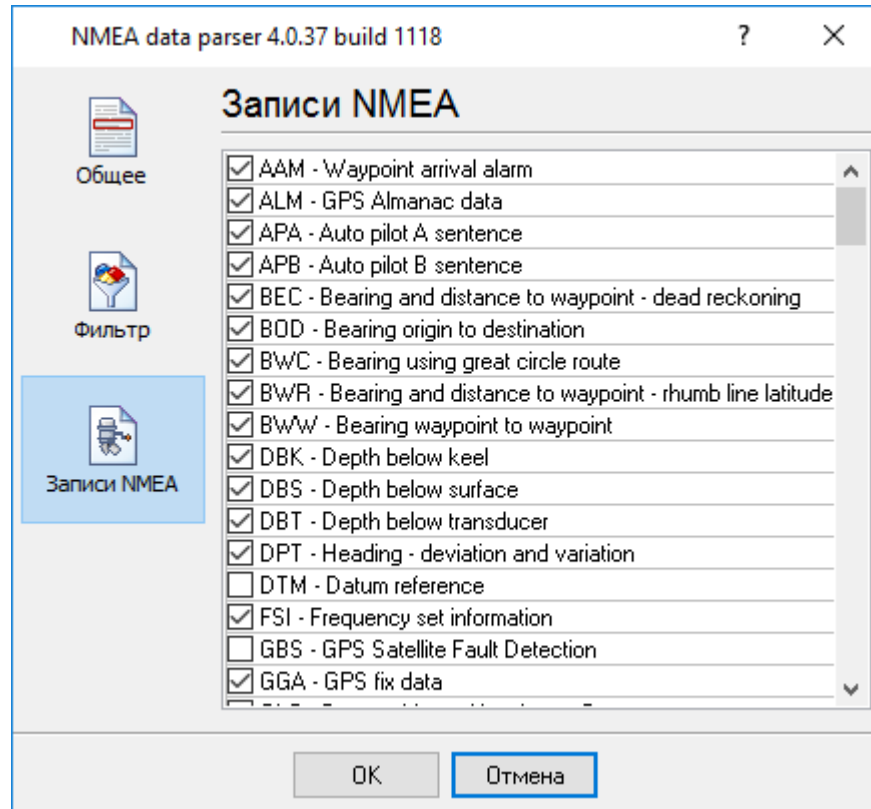 NMEA data parser 4.0.37 build 1118
?
Общее
Фильтр
Записи NMEA
Записи NMEA
AAM - Waypoint arrival alarm
ALM - GPS Almanac data
APA - Auto pilot A sentence
APB - Auto pilot B sentence
BEC - Bearing and distance to waypoint - dead reckoning
BOD - Bearing origin to destination
BWC - Bearing using great circle route
BWR - Bearing and distance to waypoint - rhumb line latitude
BWW - Bearing waypoint to waypoint
DBK - Depth below keel
DBS - Depth below surface
DBT - Depth below transducer
DPT - Heading - deviation and variation
DTM - Datum reference
FSI - Frequency set information
GBS - GPS Satellite Fault Detection
GGA - GPS fix data
OK
Отмена